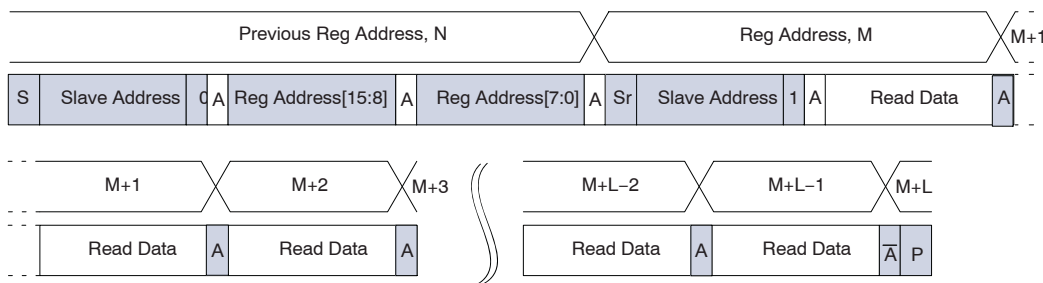 Previous Reg Address, N Reg Address, M M+1
S Slave Address 0 A Reg Address[15:8] A Reg Address[7:0] A Sr Slave Address 1 A Read Data A
M+1 M+2 M+3 M+L−2 M+L−1 M+L
Read Data A Read Data A Read Data A Read Data A̅ P